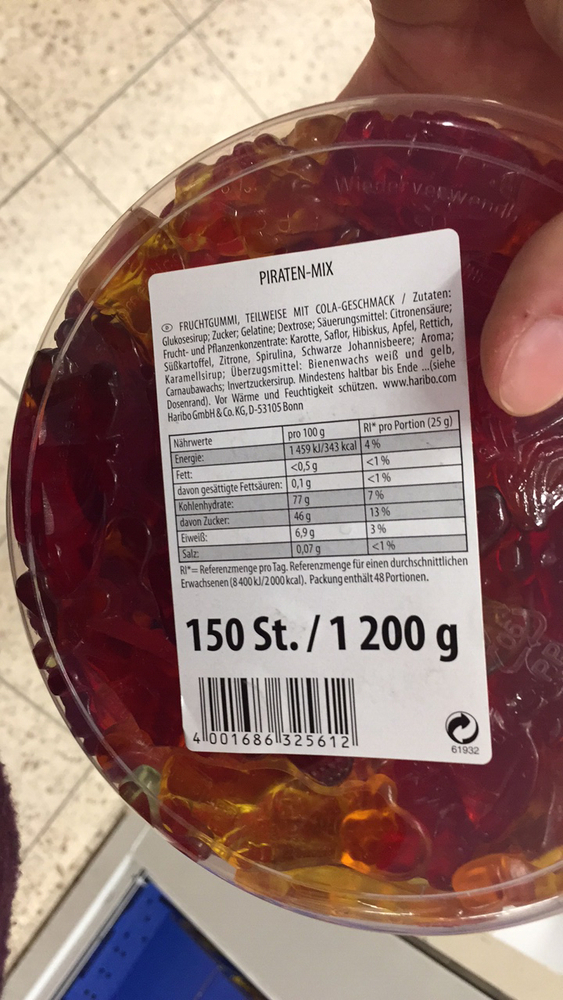 Wiederverwend
PIRATEN-MIX
Ⓓ FRUCHTGUMMI, TEILWEISE MIT COLA-GESCHMACK / Zutaten:
Glukosesirup; Zucker; Gelatine; Dextrose; Säuerungsmittel: Citronensäure;
Frucht- und Pflanzenkonzentrate: Karotte, Saflor, Hibiskus, Apfel, Rettich,
Süßkartoffel, Zitrone, Spirulina, Schwarze Johannisbeere; Aroma;
Karamellsirup; Überzugsmittel: Bienenwachs weiß und gelb,
Carnaubawachs; Invertzuckersirup. Mindestens haltbar bis Ende ...(siehe
Dosenrand). Vor Wärme und Feuchtigkeit schützen. www.haribo.com
Haribo GmbH & Co. KG, D-53105 Bonn
Nährwerte pro 100 g RI* pro Portion (25 g)
Energie: 1 459 kJ/343 kcal 4 %
Fett: <0,5 g <1 %
davon gesättigte Fettsäuren: 0,1 g <1 %
Kohlenhydrate: 77 g 7 %
davon Zucker: 46 g 13 %
Eiweiß: 6,9 g 3 %
Salz: 0,07 g <1 %
RI*= Referenzmenge pro Tag. Referenzmenge für einen durchschnittlichen
Erwachsenen (8 400 kJ/2 000 kcal). Packung enthält 48 Portionen.
150 St. / 1 200 g
4 001686 325612
61932
PP